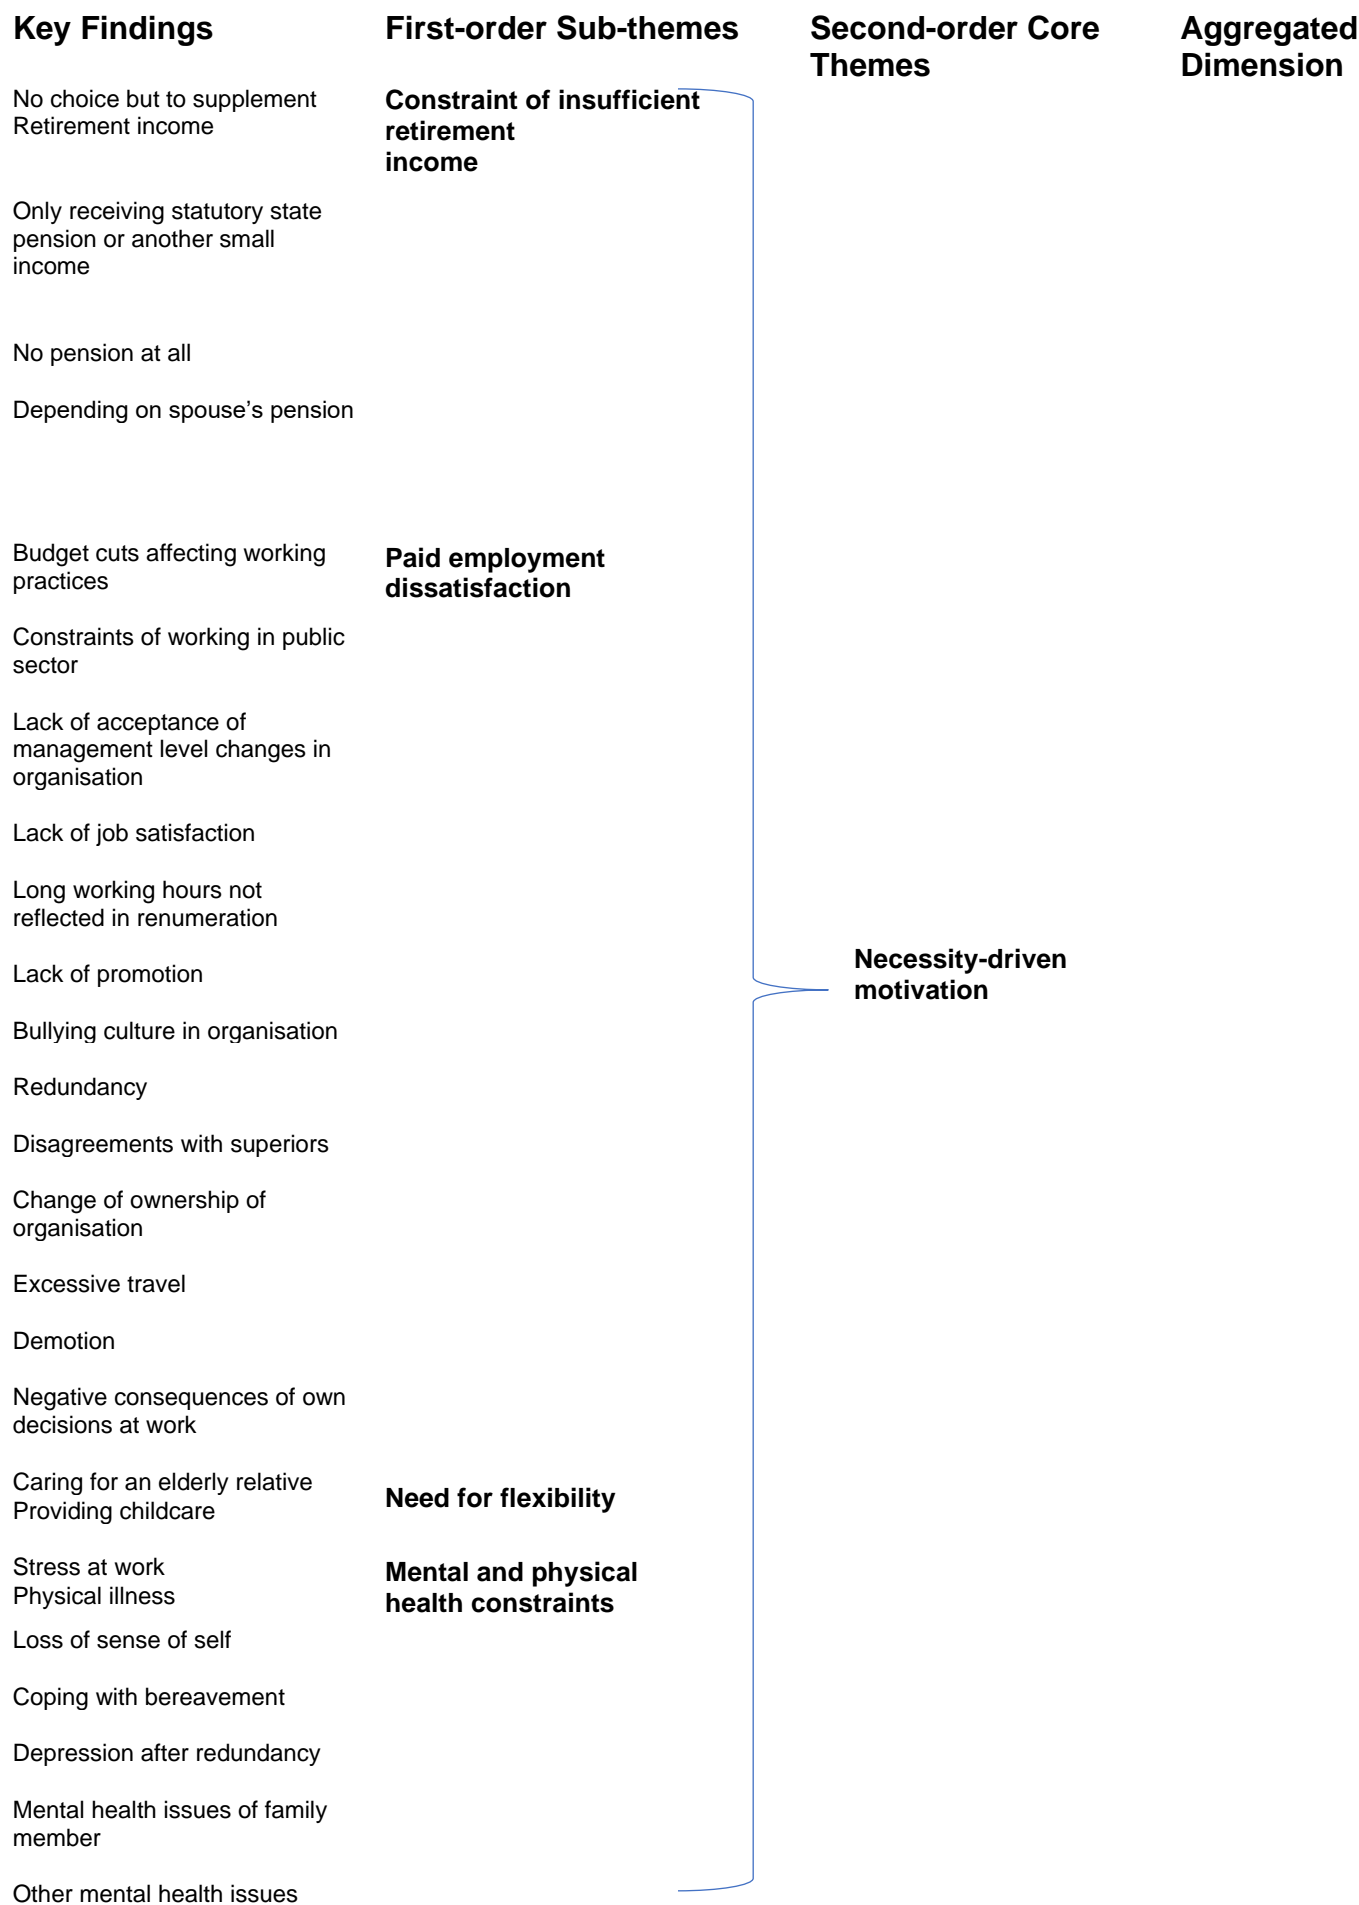 Key Findings
First-order Sub-themes
Second-order Core
Themes
Aggregated
Dimension
No choice but to supplement
Retirement income
Constraint of insufficient
retirement
income
Only receiving statutory state
pension or another small
income
No pension at all
Depending on spouse’s pension
Budget cuts affecting working
practices
Paid employment
dissatisfaction
Constraints of working in public
sector
Lack of acceptance of
management level changes in
organisation
Lack of job satisfaction
Long working hours not
reflected in renumeration
Lack of promotion
Necessity-driven
motivation
Bullying culture in organisation
Redundancy
Disagreements with superiors
Change of ownership of
organisation
Excessive travel
Demotion
Negative consequences of own
decisions at work
Caring for an elderly relative
Providing childcare
Need for flexibility
Stress at work
Physical illness
Mental and physical
health constraints
Loss of sense of self
Coping with bereavement
Depression after redundancy
Mental health issues of family
member
Other mental health issues